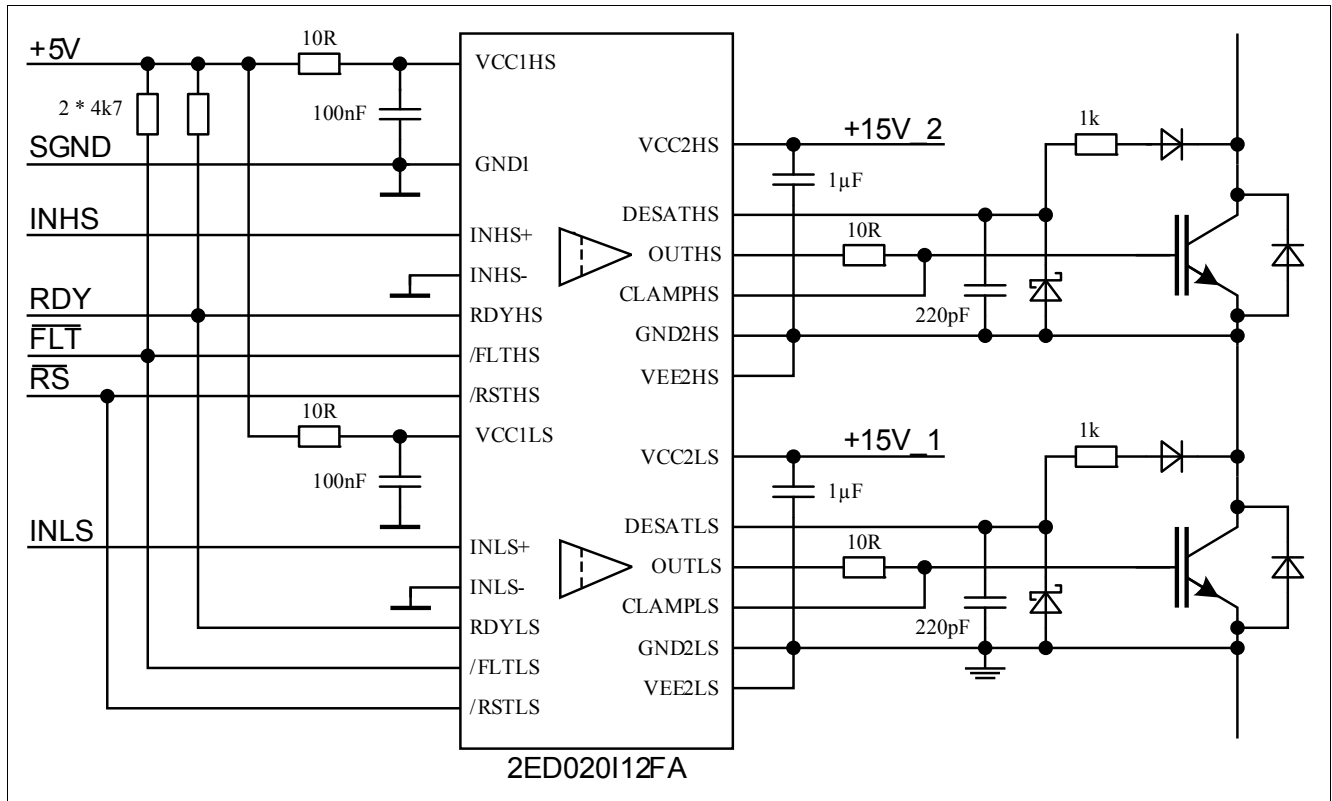 +5V
10R
VCC1HS
2 * 4k7
100nF
SGND
GND1
INHS
INHS+
INHS-
RDY
RDYHS
FLT
/FLTHS
RS
/RSTHS
10R
VCC1LS
100nF
INLS
INLS+
INLS-
RDYLS
/FLTLS
/RSTLS
VCC2HS
+15V_2
1k
1µF
DESATHS
10R
OUTHS
CLAMPHS
220pF
GND2HS
VEE2HS
VCC2LS
+15V_1
1k
1µF
DESATLS
10R
OUTLS
CLAMPLS
220pF
GND2LS
VEE2LS
2ED020I12FA